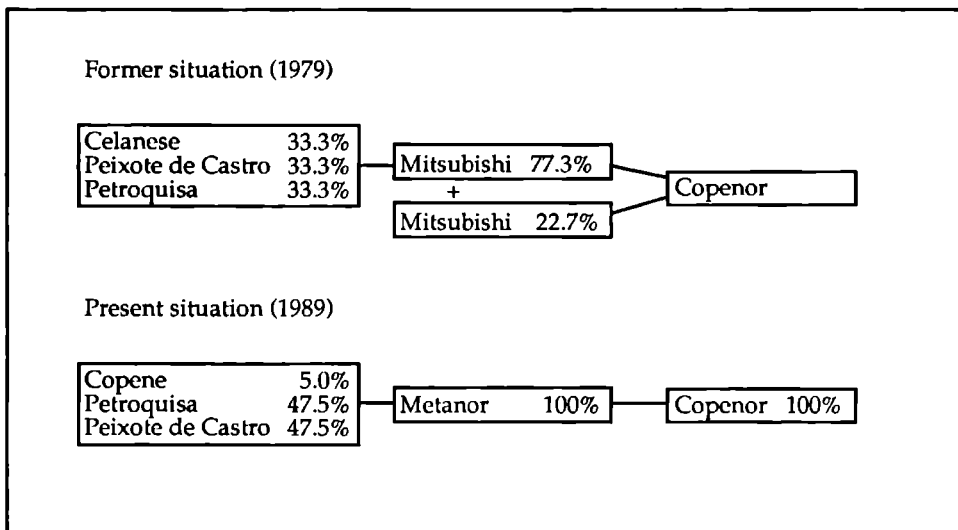 Former situation (1979)
Celanese 33.3%
Peixote de Castro 33.3%
Petroquisa 33.3%
Mitsubishi 77.3%
+
Mitsubishi 22.7%
Copenor
Present situation (1989)
Copene 5.0%
Petroquisa 47.5%
Peixote de Castro 47.5%
Metanor 100%
Copenor 100%